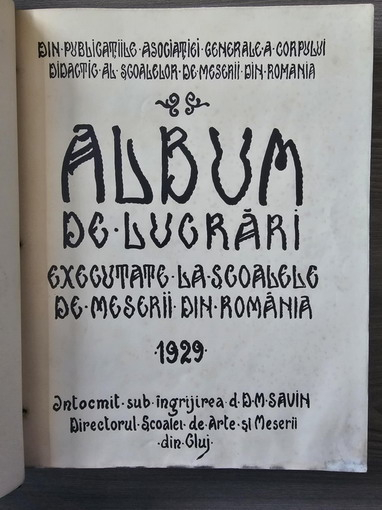 DIN·PUBLICAȚIILE·ASOCIAȚIEI·GENERALE·A·CORPULUI
DIDACTIC·AL·ȘCOALELOR·DE·MESERII·DIN·ROMANIA
ALBUM
DE·LUCRĂRI
EXECUTATE·LA·ȘCOALELE
DE·MESERII·DIN·ROMÂNIA
·1929·
Intocmit·sub·îngrijirea·d·D·M·SAVIN
Directorul·Școalei·de·Arte·și·Meserii
·din·Cluj·